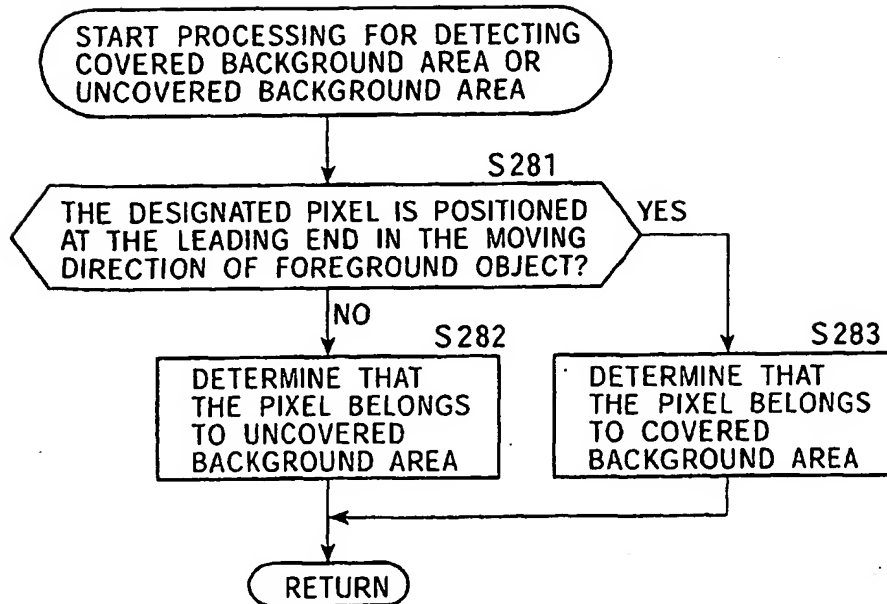 START PROCESSING FOR DETECTING
COVERED BACKGROUND AREA OR
UNCOVERED BACKGROUND AREA
S281
THE DESIGNATED PIXEL IS POSITIONED
AT THE LEADING END IN THE MOVING
DIRECTION OF FOREGROUND OBJECT?
YES
NO
S282
DETERMINE THAT
THE PIXEL BELONGS
TO UNCOVERED
BACKGROUND AREA
S283
DETERMINE THAT
THE PIXEL BELONGS
TO COVERED
BACKGROUND AREA
RETURN